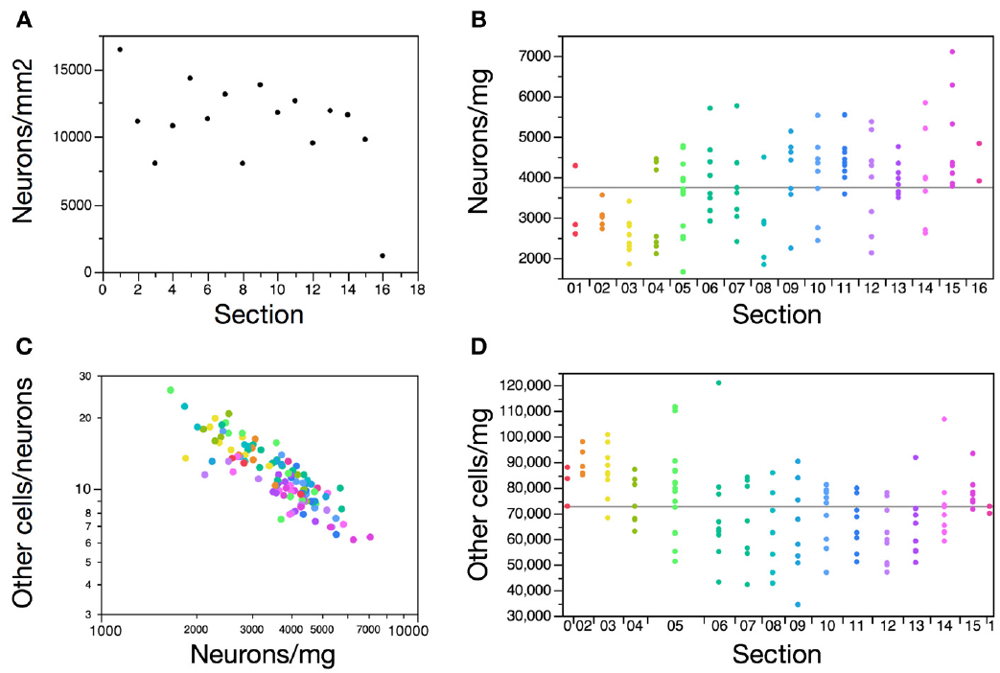 A
Neurons/mm2
15000
10000
5000
0
0 2 4 6 8 10 12 14 16 18
Section
B
Neurons/mg
7000
6000
5000
4000
3000
2000
01 02 03 04 05 06 07 08 09 10 11 12 13 14 15 16
Section
C
Other cells/neurons
30
20
10
8
7
6
5
4
3
1000 2000 3000 4000 5000 7000 10000
Neurons/mg
D
Other cells/mg
120,000
110,000
100,000
90,000
80,000
70,000
60,000
50,000
40,000
30,000
0 02 03 04 05 06 07 08 09 10 11 12 13 14 15 1
Section